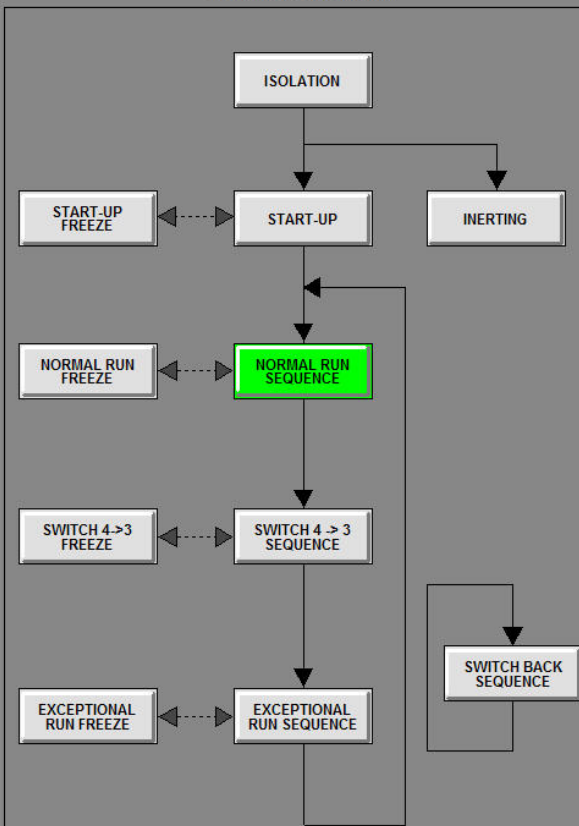 ISOLATION
START-UP
FREEZE
START-UP
INERTING
NORMAL RUN
FREEZE
NORMAL RUN
SEQUENCE
SWITCH 4->3
FREEZE
SWITCH 4 -> 3
SEQUENCE
SWITCH BACK
SEQUENCE
EXCEPTIONAL
RUN FREEZE
EXCEPTIONAL
RUN SEQUENCE